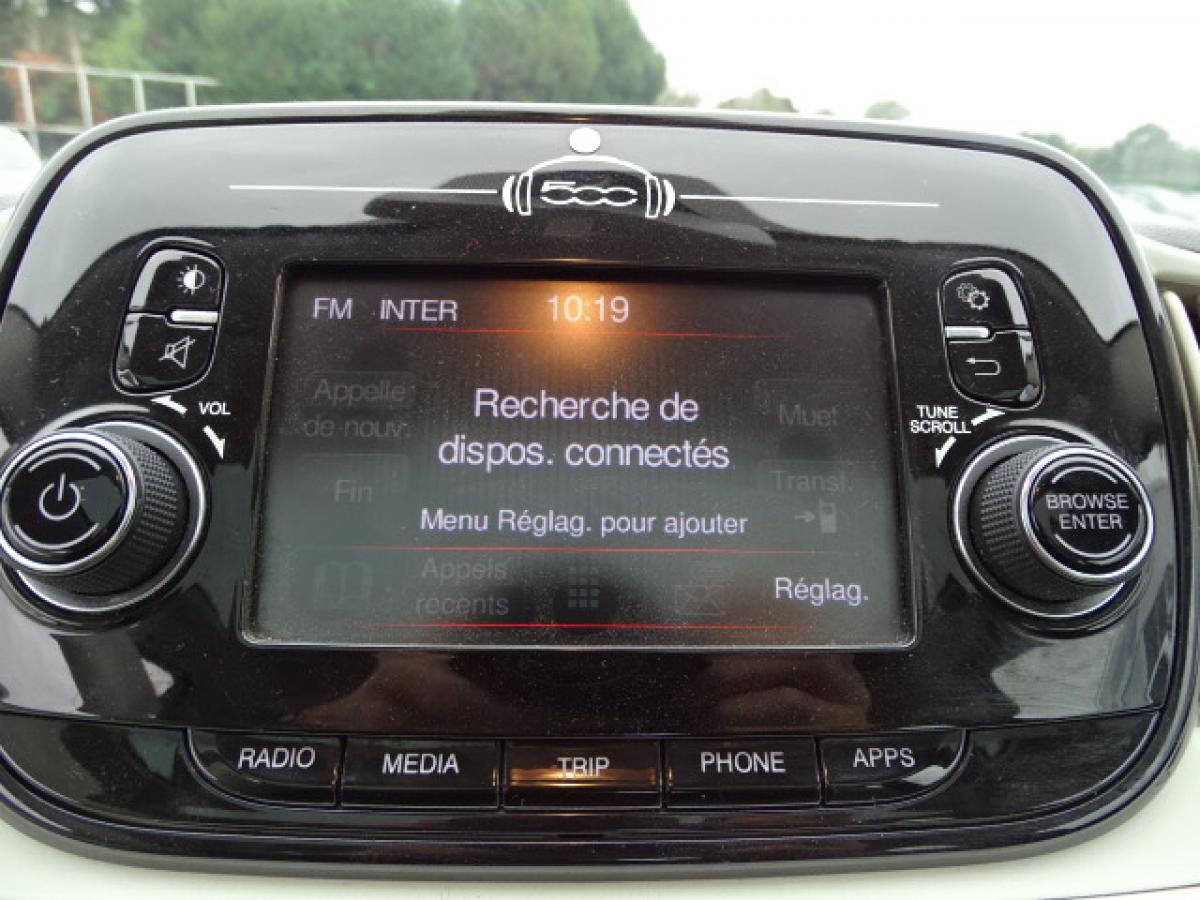 500
FM INTER 10:19
VOL
TUNE
SCROLL
Appelle
de nouv.
Recherche de
dispos. connectés
Muet
Fin
Transf.
Menu Réglag. pour ajouter
BROWSE
ENTER
Appels
récents
Réglag.
RADIO
MEDIA
TRIP
PHONE
APPS